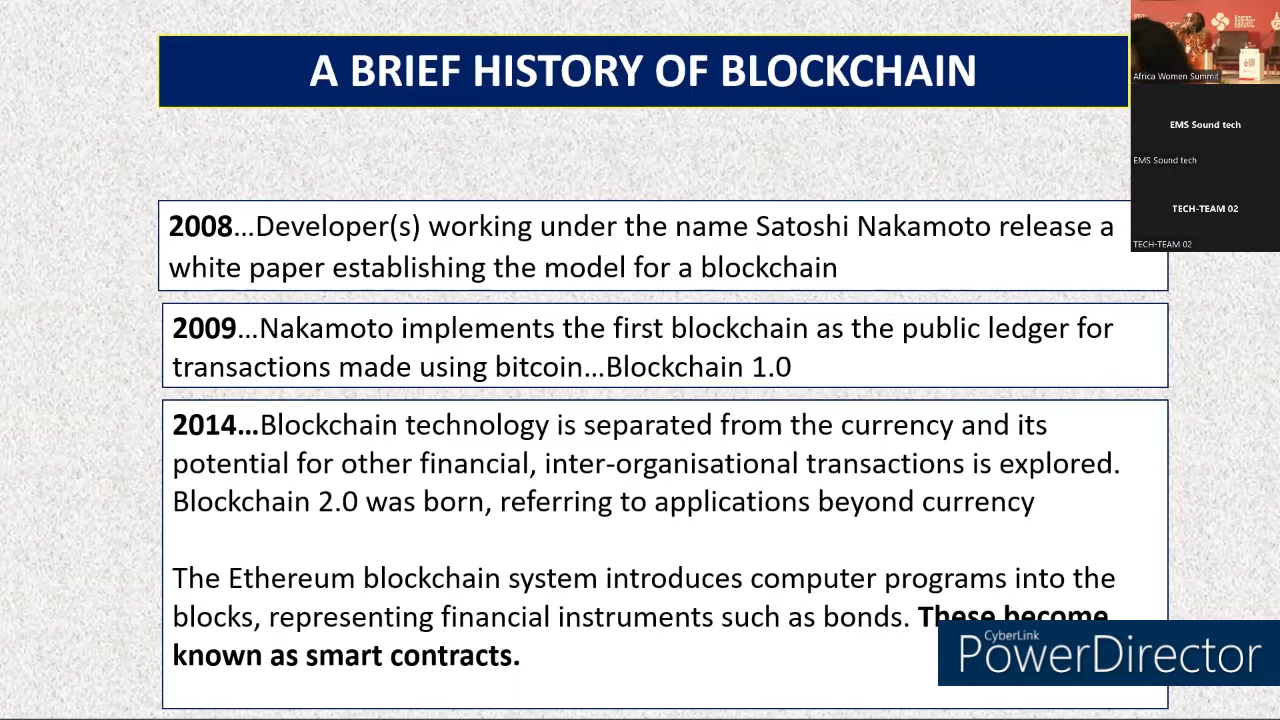 A BRIEF HISTORY OF BLOCKCHAIN
Africa Women Summit
EMS Sound tech
EMS Sound tech
TECH-TEAM 02
TECH-TEAM 02
2008...Developer(s) working under the name Satoshi Nakamoto release a
white paper establishing the model for a blockchain
2009...Nakamoto implements the first blockchain as the public ledger for
transactions made using bitcoin...Blockchain 1.0
2014...Blockchain technology is separated from the currency and its
potential for other financial, inter-organisational transactions is explored.
Blockchain 2.0 was born, referring to applications beyond currency
The Ethereum blockchain system introduces computer programs into the
blocks, representing financial instruments such as bonds. These become
known as smart contracts.
CyberLink
PowerDirector